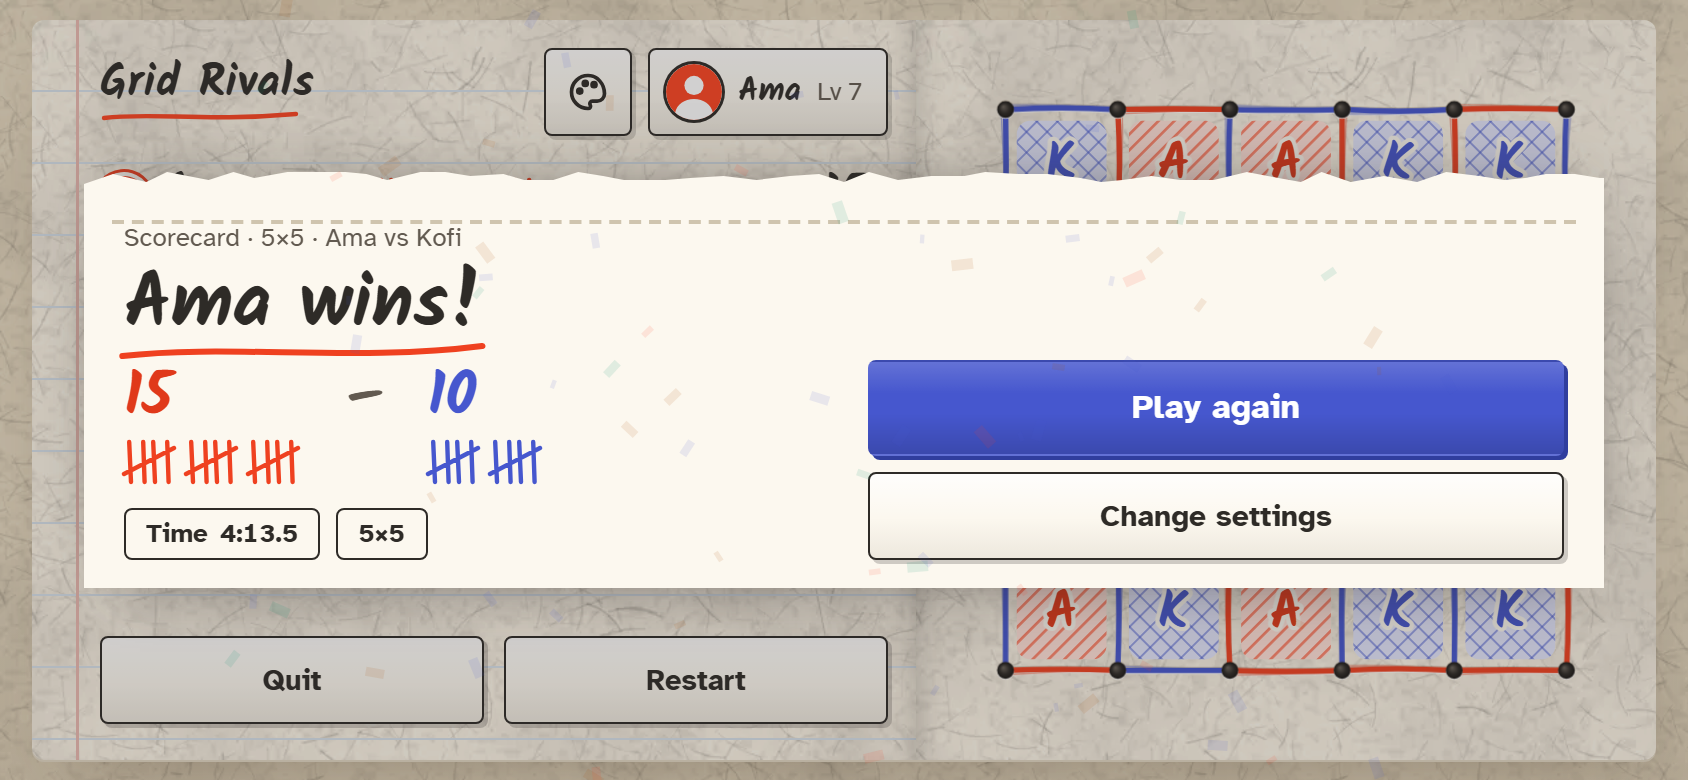 Grid Rivals
Ama Lv 7
K A A K K
Scorecard · 5×5 · Ama vs Kofi
Ama wins!
15 – 10
Time 4:13.5
5×5
Play again
Change settings
A K A K K
Quit
Restart